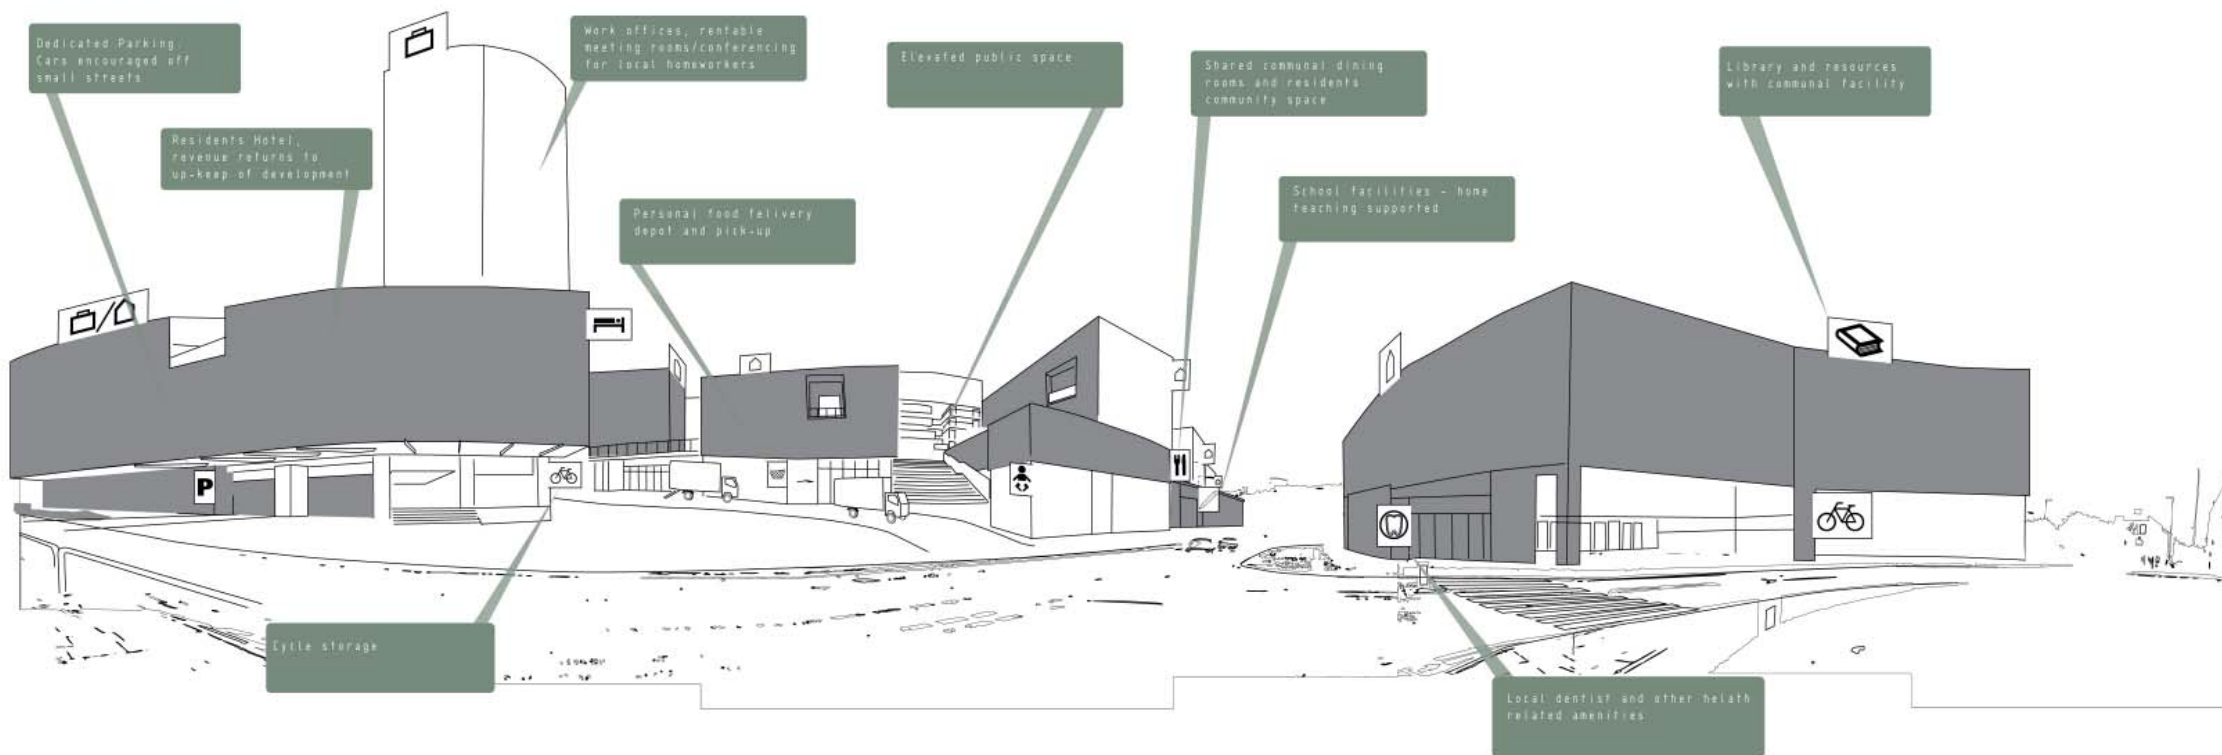 Dedicated Parking
Cars encouraged off
small streets
Work offices, rentable
meeting rooms/conferencing
for local homeworkers
Elevated public space
Shared communal dining
rooms and residents
community space
Library and resources
with communal facility
Residents Hotel,
revenue returns to
up-keep of development
Personal food felivery
depot and pick-up
School facilities - home
teaching supported
P
Cycle storage
Local dentist and other helath
related amenities